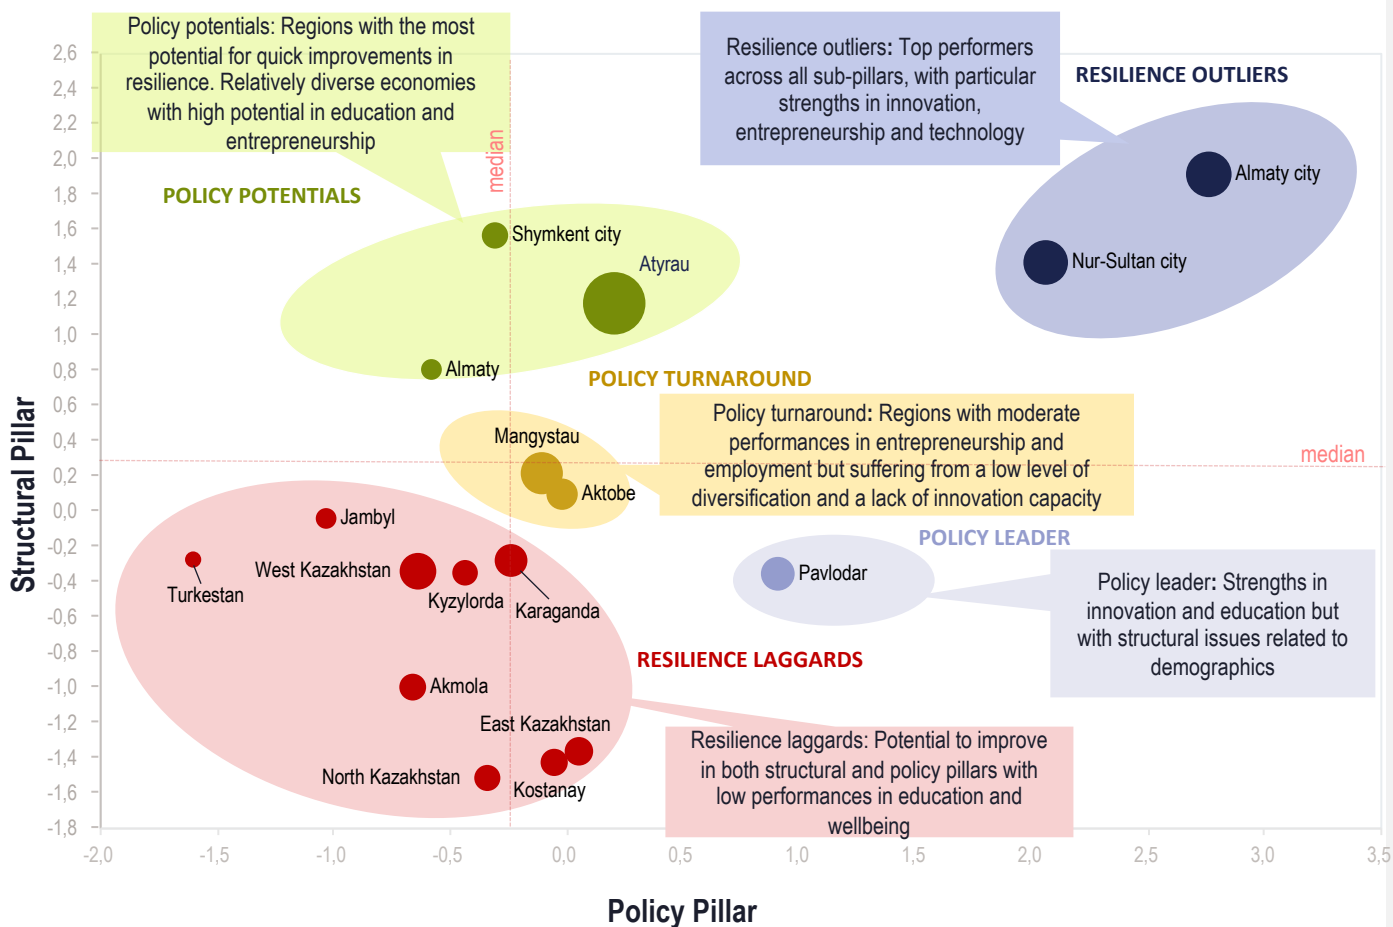 Policy potentials: Regions with the most
potential for quick improvements in
resilience. Relatively diverse economies
with high potential in education and
entrepreneurship
Resilience outliers: Top performers
across all sub-pillars, with particular
strengths in innovation,
entrepreneurship and technology
RESILIENCE OUTLIERS
2,6
2,4
2,2
2,0
1,8
1,6
1,4
1,2
1,0
0,8
0,6
0,4
0,2
0,0
-0,2
-0,4
-0,6
-0,8
-1,0
-1,2
-1,4
-1,6
-1,8
Structural Pillar
median
POLICY POTENTIALS
Almaty city
Shymkent city
Nur-Sultan city
Atyrau
Almaty
POLICY TURNAROUND
Policy turnaround: Regions with moderate
performances in entrepreneurship and
employment but suffering from a low level of
diversification and a lack of innovation capacity
Mangystau
median
Aktobe
Jambyl
POLICY LEADER
Turkestan
West Kazakhstan
Kyzylorda
Karaganda
Pavlodar
Policy leader: Strengths in
innovation and education but
with structural issues related to
demographics
RESILIENCE LAGGARDS
Akmola
East Kazakhstan
North Kazakhstan
Kostanay
Resilience laggards: Potential to improve
in both structural and policy pillars with
low performances in education and
wellbeing
-2,0 -1,5 -1,0 -0,5 0,0 0,5 1,0 1,5 2,0 2,5 3,0 3,5
Policy Pillar